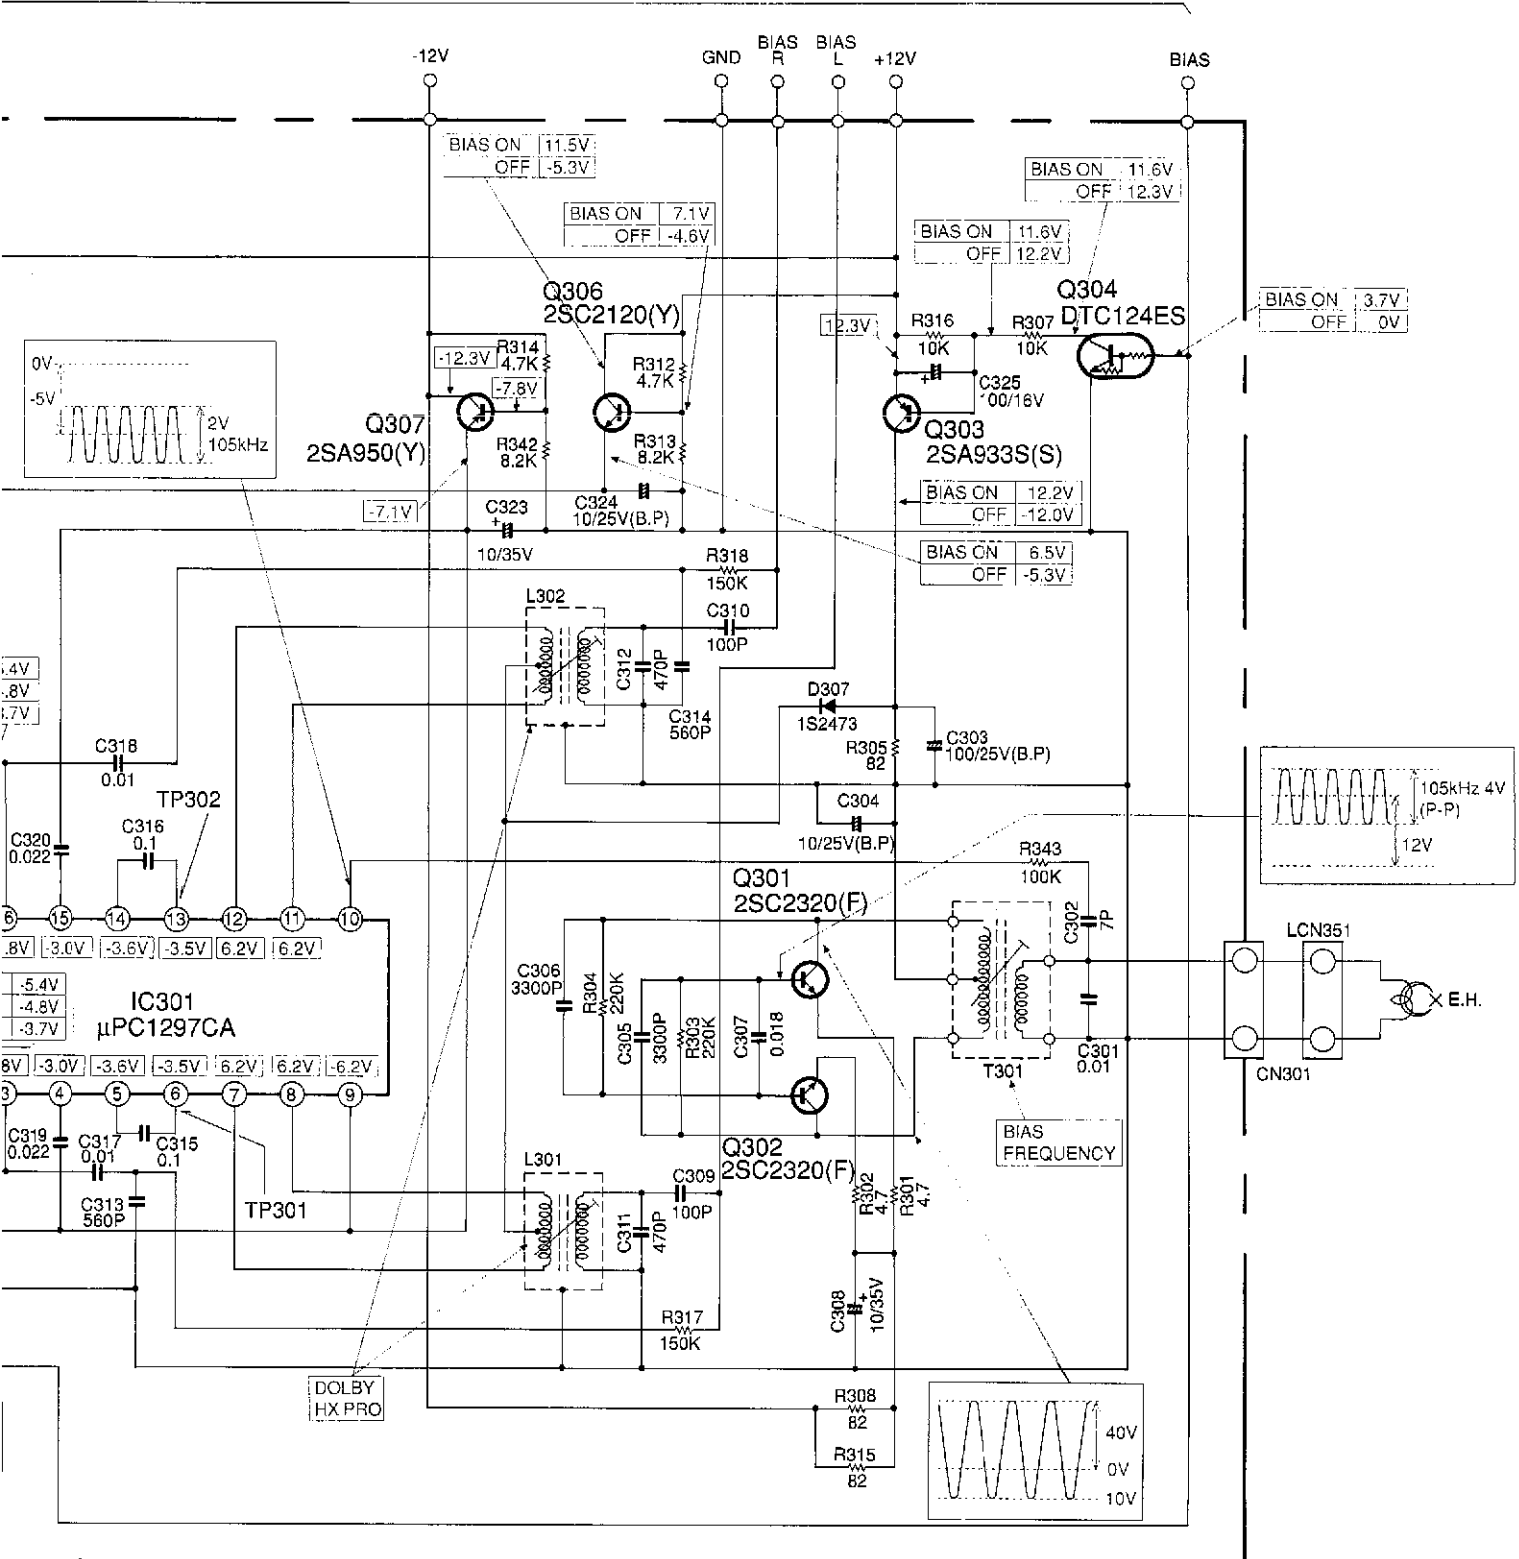 -12V
GND
BIAS
R
BIAS
L
+12V
BIAS
BIAS ON 11.5V
OFF -5.3V
BIAS ON 7.1V
OFF -4.6V
BIAS ON 11.6V
OFF 12.3V
BIAS ON 11.6V
OFF 12.2V
BIAS ON 3.7V
OFF 0V
Q306
2SC2120(Y)
Q304
DTC124ES
12.3V
R316
10K
R307
10K
R314
4.7K
R312
4.7K
0V
-5V
2V
105kHz
-12.3V
-7.8V
C325
100/16V
Q307
2SA950(Y)
R342
8.2K
R313
8.2K
Q303
2SA933S(S)
-7.1V
C323
+
10/35V
C324
10/25V(B.P)
BIAS ON 12.2V
OFF -12.0V
BIAS ON 6.5V
OFF -5.3V
R318
150K
L302
C310
100P
C312
470P
C314
560P
D307
1S2473
R305
82
C303
100/25V(B.P)
.4V
.8V
.7V
C318
0.01
TP302
C316
0.1
C320
0.022
C304
10/25V(B.P)
105kHz 4V
(P-P)
12V
R343
100K
Q301
2SC2320(F)
C302
7P
LCN351
6 15 14 13 12 11 10
.8V -3.0V -3.6V -3.5V 6.2V 6.2V
-5.4V
-4.8V
-3.7V
IC301
µPC1297CA
C306
3300P
R304
220K
C305
3300P
R303
220K
C307
0.018
E.H.
8V -3.0V -3.6V -3.5V 6.2V 6.2V -6.2V
3 4 5 6 7 8 9
T301
C301
0.01
CN301
C319
0.022
C317
0.01
C315
0.1
Q302
2SC2320(F)
BIAS
FREQUENCY
C313
560P
TP301
L301
C309
100P
C311
470P
R302
4.7
R301
4.7
C308
+
10/35V
R317
150K
DOLBY
HX PRO
R308
82
R315
82
40V
0V
10V